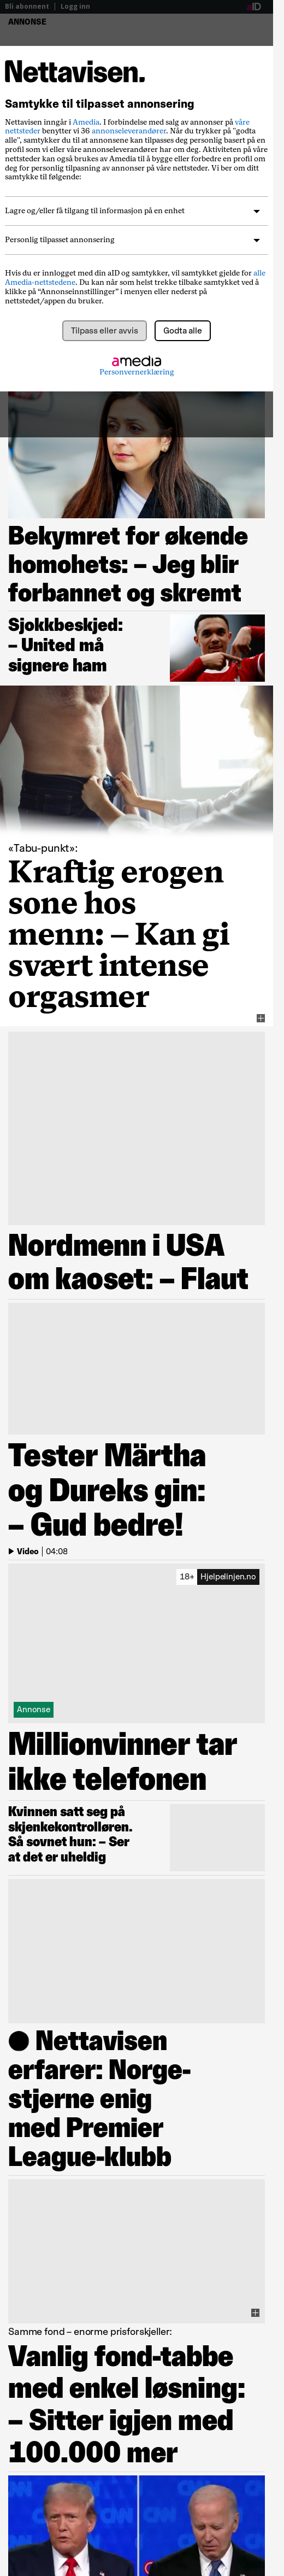 Bli abonnent | Logg inn
aID
ANNONSE
Nettavisen.
Samtykke til tilpasset annonsering
Nettavisen inngår i Amedia. I forbindelse med salg av annonser på våre
nettsteder benytter vi 36 annonseleverandører. Når du trykker på "godta
alle", samtykker du til at annonsene kan tilpasses deg personlig basert på en
profil som vi eller våre annonseleverandører har om deg. Aktiviteten på våre
nettsteder kan også brukes av Amedia til å bygge eller forbedre en profil om
deg for personlig tilpasning av annonser på våre nettsteder. Vi ber om ditt
samtykke til følgende:
Lagre og/eller få tilgang til informasjon på en enhet
Personlig tilpasset annonsering
Hvis du er innlogget med din aID og samtykker, vil samtykket gjelde for alle
Amedia-nettstedene. Du kan når som helst trekke tilbake samtykket ved å
klikke på “Annonseinnstillinger” i menyen eller nederst på
nettstedet/appen du bruker.
Tilpass eller avvis
Godta alle
amedia
Personvernerklæring
Bekymret for økende
homohets: – Jeg blir
forbannet og skremt
Sjokkbeskjed:
– United må
signere ham
«Tabu-punkt»:
Kraftig erogen
sone hos
menn: – Kan gi
svært intense
orgasmer
Nordmenn i USA
om kaoset: – Flaut
Tester Märtha
og Dureks gin:
– Gud bedre!
Video | 04:08
18+ Hjelpelinjen.no
Annonse
Millionvinner tar
ikke telefonen
Kvinnen satt seg på
skjenkekontrolløren.
Så sovnet hun: – Ser
at det er uheldig
● Nettavisen
erfarer: Norge-
stjerne enig
med Premier
League-klubb
Samme fond – enorme prisforskjeller:
Vanlig fond-tabbe
med enkel løsning:
– Sitter igjen med
100.000 mer